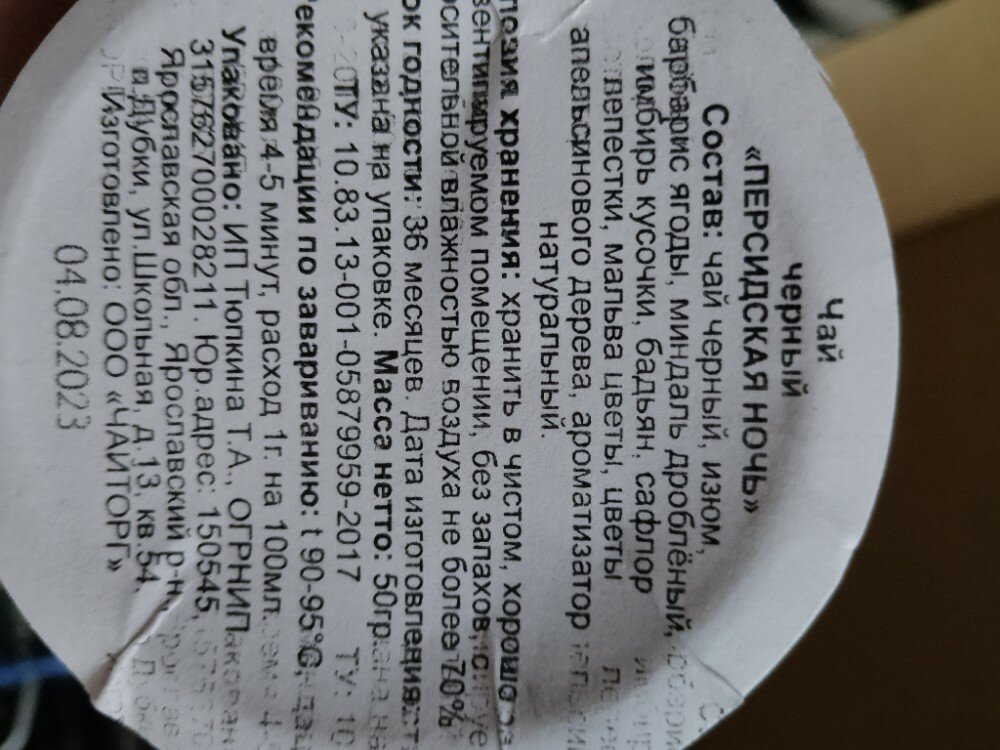 Чай
черный
«ПЕРСИДСКАЯ НОЧЬ»
Состав: чай черный, изюм,
барбарис ягоды, миндаль дроблёный,
имбирь кусочки, бадьян, сафлор
лепестки, мальва цветы, цветы
апельсинового дерева, ароматизатор
натуральный.
хранения: хранить в чистом, хорошо
вентилируемом помещении, без запахов, с
относительной влажностью воздуха не более 70%
ок годности: 36 месяцев. Дата изготовления:
указана на упаковке. Масса нетто: 50гр.
ТУ: 10.83.13-001-05879959-2017
Рекомендации по завариванию: t 90-95°C,
время 4-5 минут, расход 1г. на 100мл.
Упаковано: ИП Тюпкина Т.А., ОГРНИП
315762700028211 Юр.адрес: 150545,
Ярославская обл., Ярославский р-н,
п.Дубки, ул.Школьная, д.13, кв.54.
Изготовлено: ООО «ЧАЙТОРГ»
04.08.2023